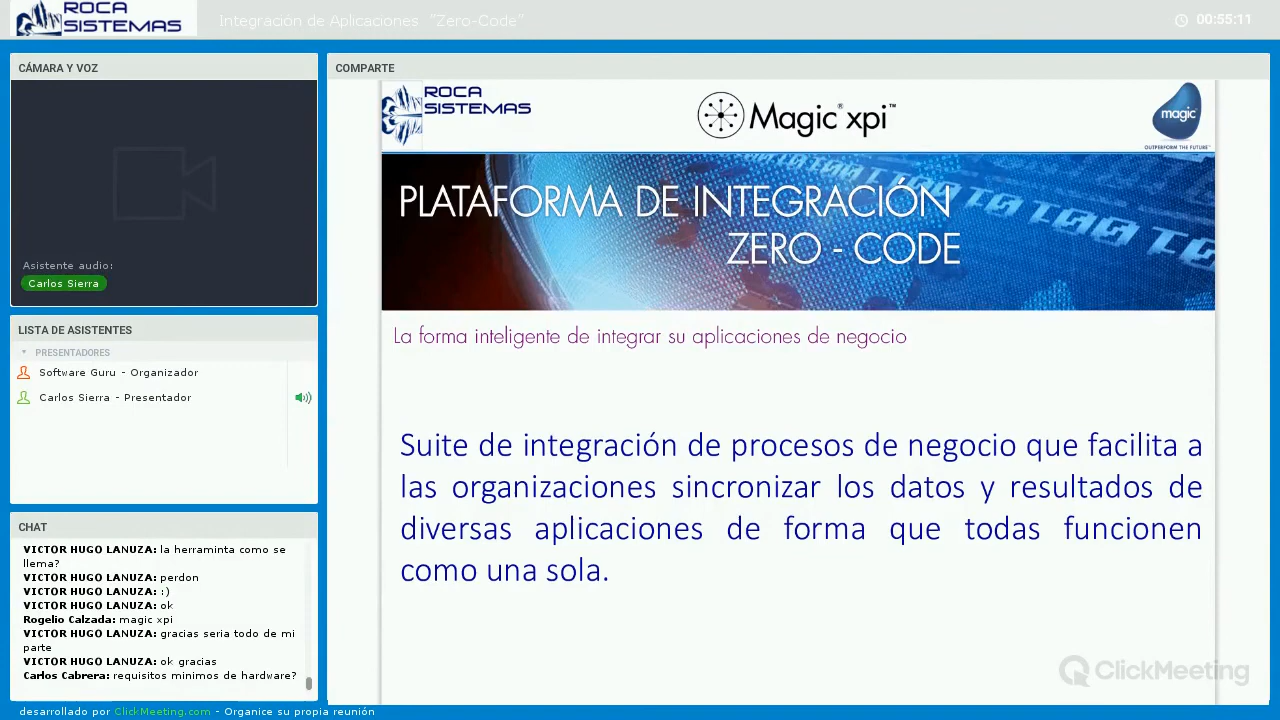 ROCA
SISTEMAS
Integración de Aplicaciones "Zero-Code"
00:55:11
CÁMARA Y VOZ
Asistente audio:
Carlos Sierra
LISTA DE ASISTENTES
PRESENTADORES
Software Guru - Organizador
Carlos Sierra - Presentador
CHAT
VICTOR HUGO LANUZA: la herraminta como se
llema?
VICTOR HUGO LANUZA: perdon
VICTOR HUGO LANUZA: :)
VICTOR HUGO LANUZA: ok
Rogelio Calzada: magic xpi
VICTOR HUGO LANUZA: gracias seria todo de mi
parte
VICTOR HUGO LANUZA: ok gracias
Carlos Cabrera: requisitos minimos de hardware?
COMPARTE
ROCA
SISTEMAS
Magic® xpi™
magic
OUTPERFORM THE FUTURE™
PLATAFORMA DE INTEGRACIÓN
ZERO - CODE
La forma inteligente de integrar su aplicaciones de negocio
Suite de integración de procesos de negocio que facilita a
las organizaciones sincronizar los datos y resultados de
diversas aplicaciones de forma que todas funcionen
como una sola.
ClickMeeting
desarrollado por ClickMeeting.com - Organice su propia reunión